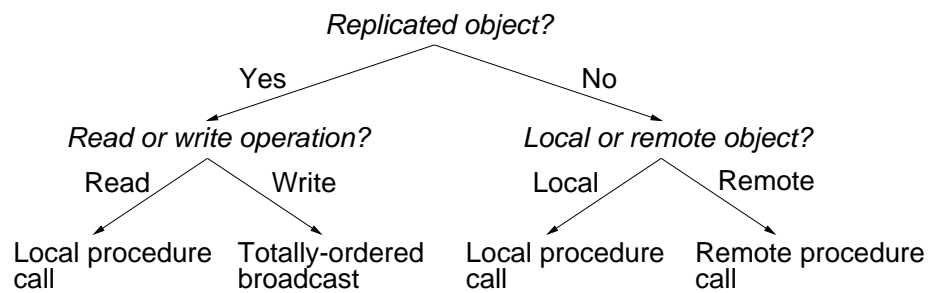 Replicated object?
Yes
No
Read or write operation?
Local or remote object?
Read
Write
Local
Remote
Local procedure
call
Totally-ordered
broadcast
Local procedure
call
Remote procedure
call